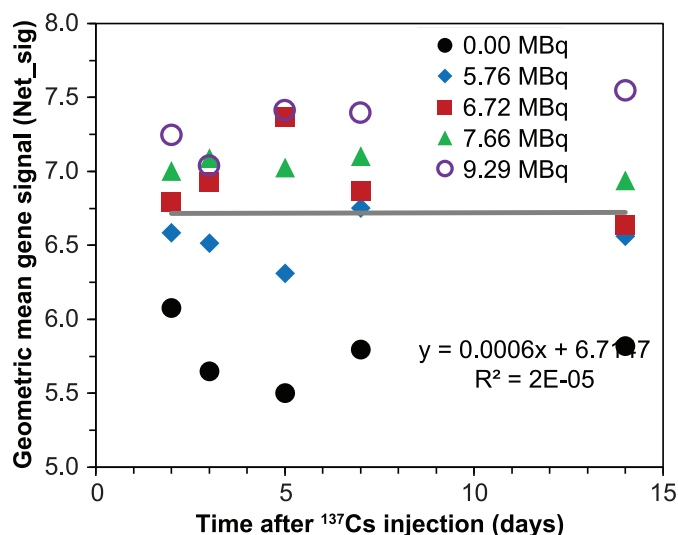 Geometric mean gene signal (Net_sig)
8.0
7.5
7.0
6.5
6.0
5.5
5.0
0.00 MBq
5.76 MBq
6.72 MBq
7.66 MBq
9.29 MBq
y = 0.0006x + 6.7147
R² = 2E-05
0 5 10 15
Time after ¹³⁷Cs injection (days)